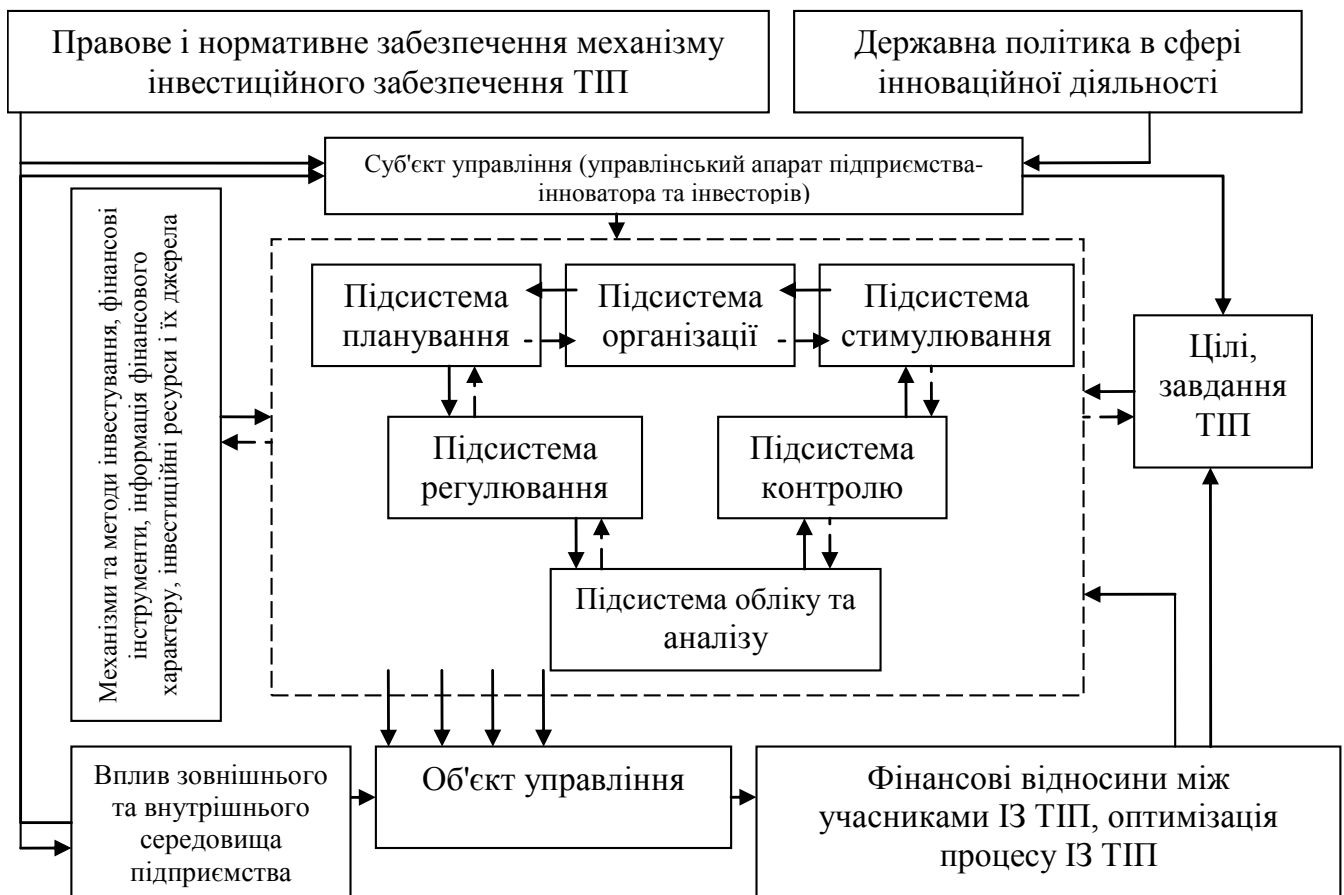 Правове і нормативне забезпечення механізму
інвестиційного забезпечення ТІП
Державна політика в сфері
інноваційної діяльності
Суб'єкт управління (управлінський апарат підприємства-
інноватора та інвесторів)
Механізми та методи інвестування, фінансові
інструменти, інформація фінансового
характеру, інвестиційні ресурси і їх джерела
Підсистема
планування
Підсистема
організації
Підсистема
стимулювання
Цілі,
завдання
ТІП
Підсистема
регулювання
Підсистема
контролю
Підсистема обліку та
аналізу
Вплив зовнішнього
та внутрішнього
середовища
підприємства
Об'єкт управління
Фінансові відносини між
учасниками ІЗ ТІП, оптимізація
процесу ІЗ ТІП